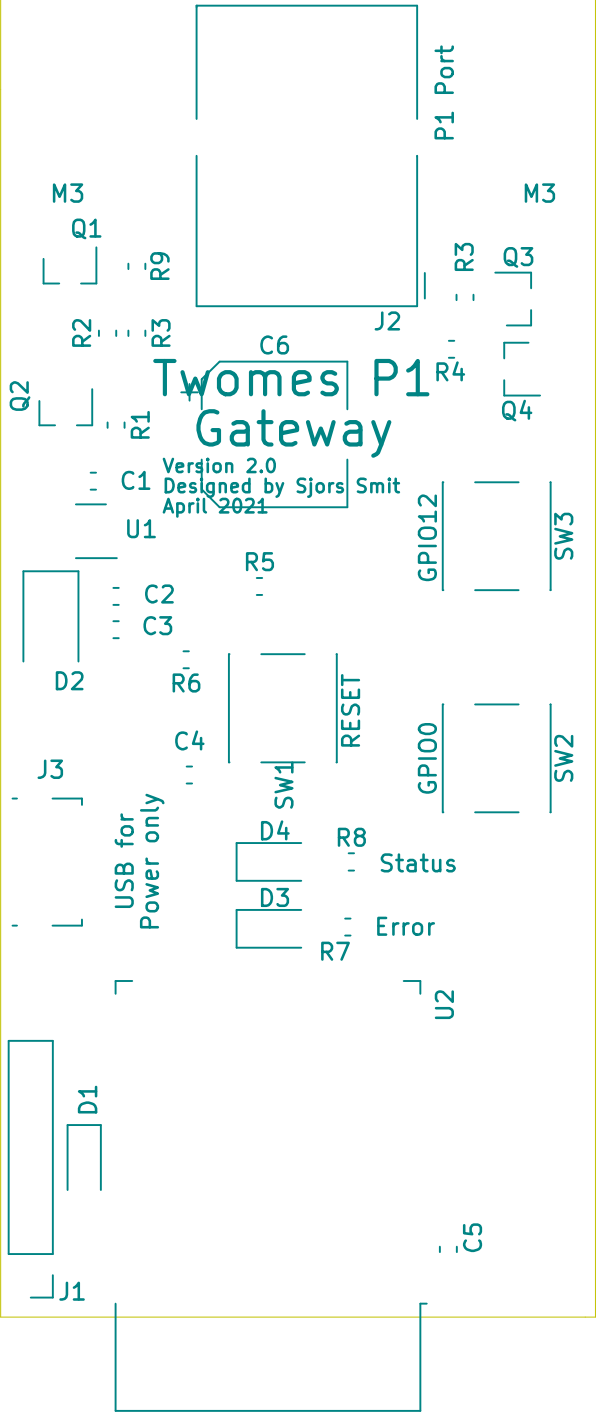 P1 Port
M3
M3
Q1
R9
R3
Q3
J2
R2
R3
C6
R4
Twomes P1
Gateway
Q2
R1
Q4
Version 2.0
Designed by Sjors Smit
April 2021
C1
U1
GPIO12
SW3
R5
C2
C3
D2
R6
RESET
C4
J3
SW1
GPIO0
SW2
USB for
Power only
D4
R8
Status
D3
Error
R7
U2
D1
C5
J1